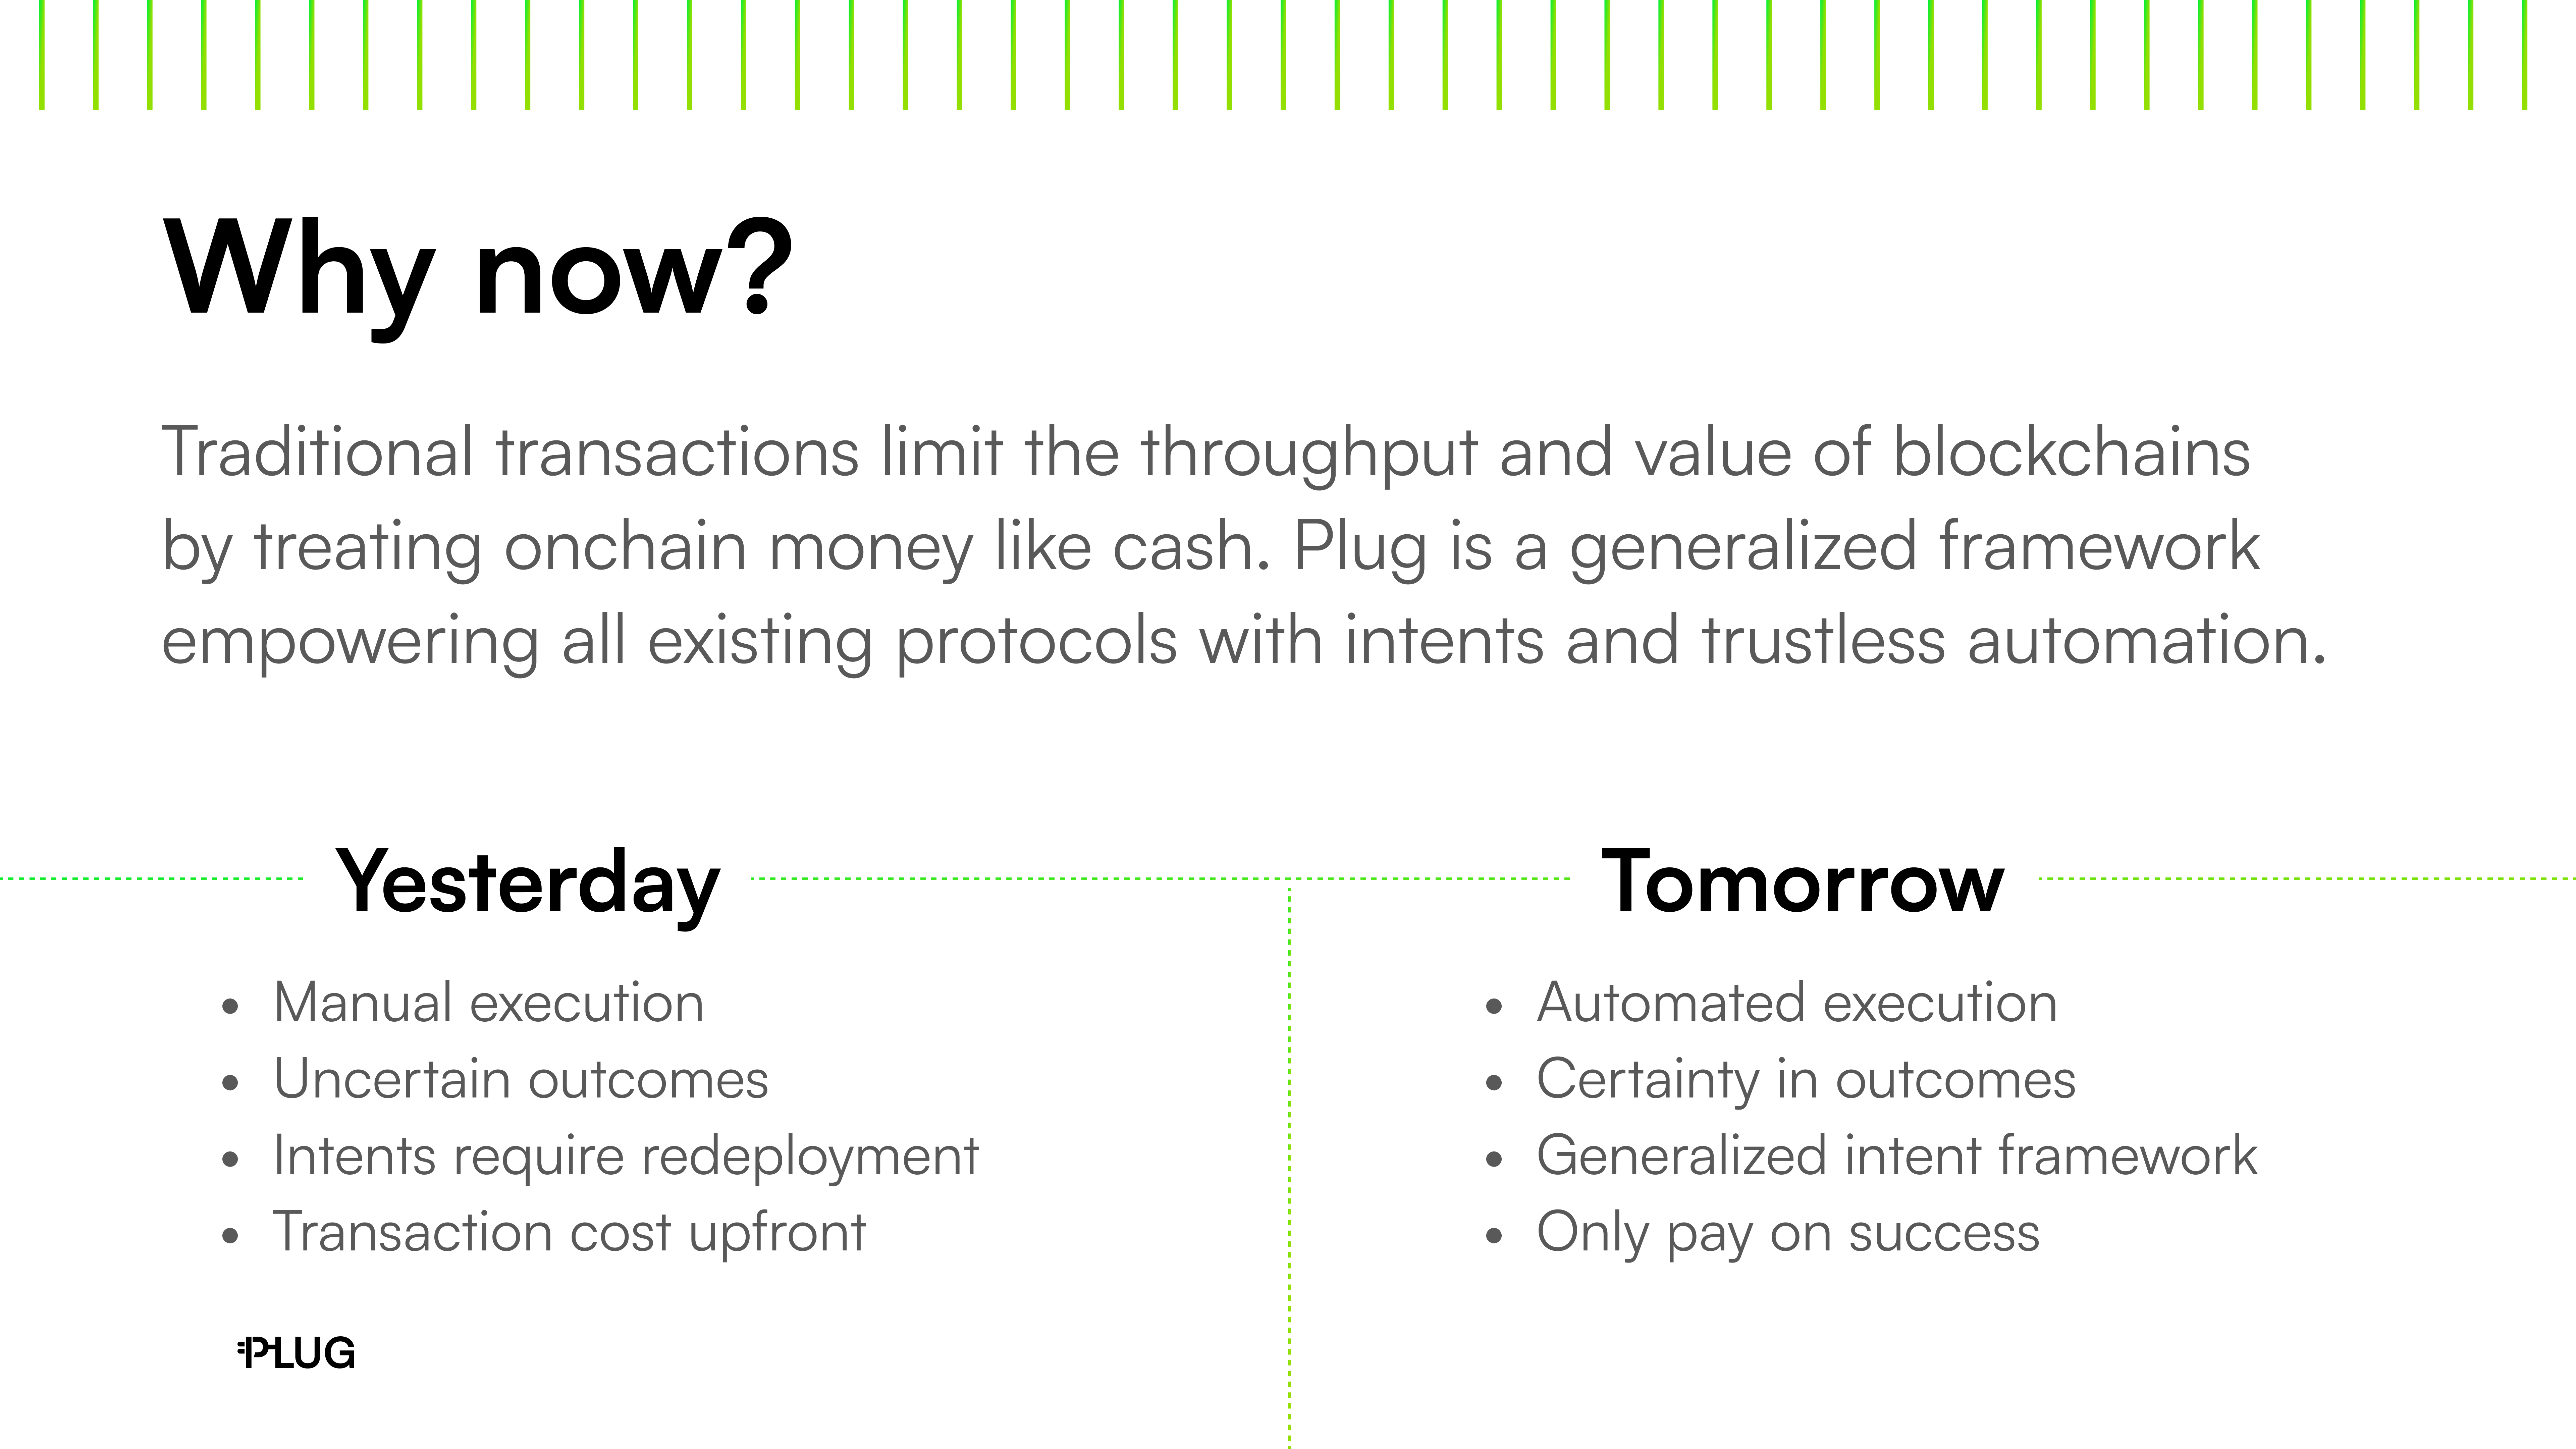 Why now?
Traditional transactions limit the throughput and value of blockchains
by treating onchain money like cash. Plug is a generalized framework
empowering all existing protocols with intents and trustless automation.
Yesterday
• Manual execution
• Uncertain outcomes
• Intents require redeployment
• Transaction cost upfront
Tomorrow
• Automated execution
• Certainty in outcomes
• Generalized intent framework
• Only pay on success
PLUG